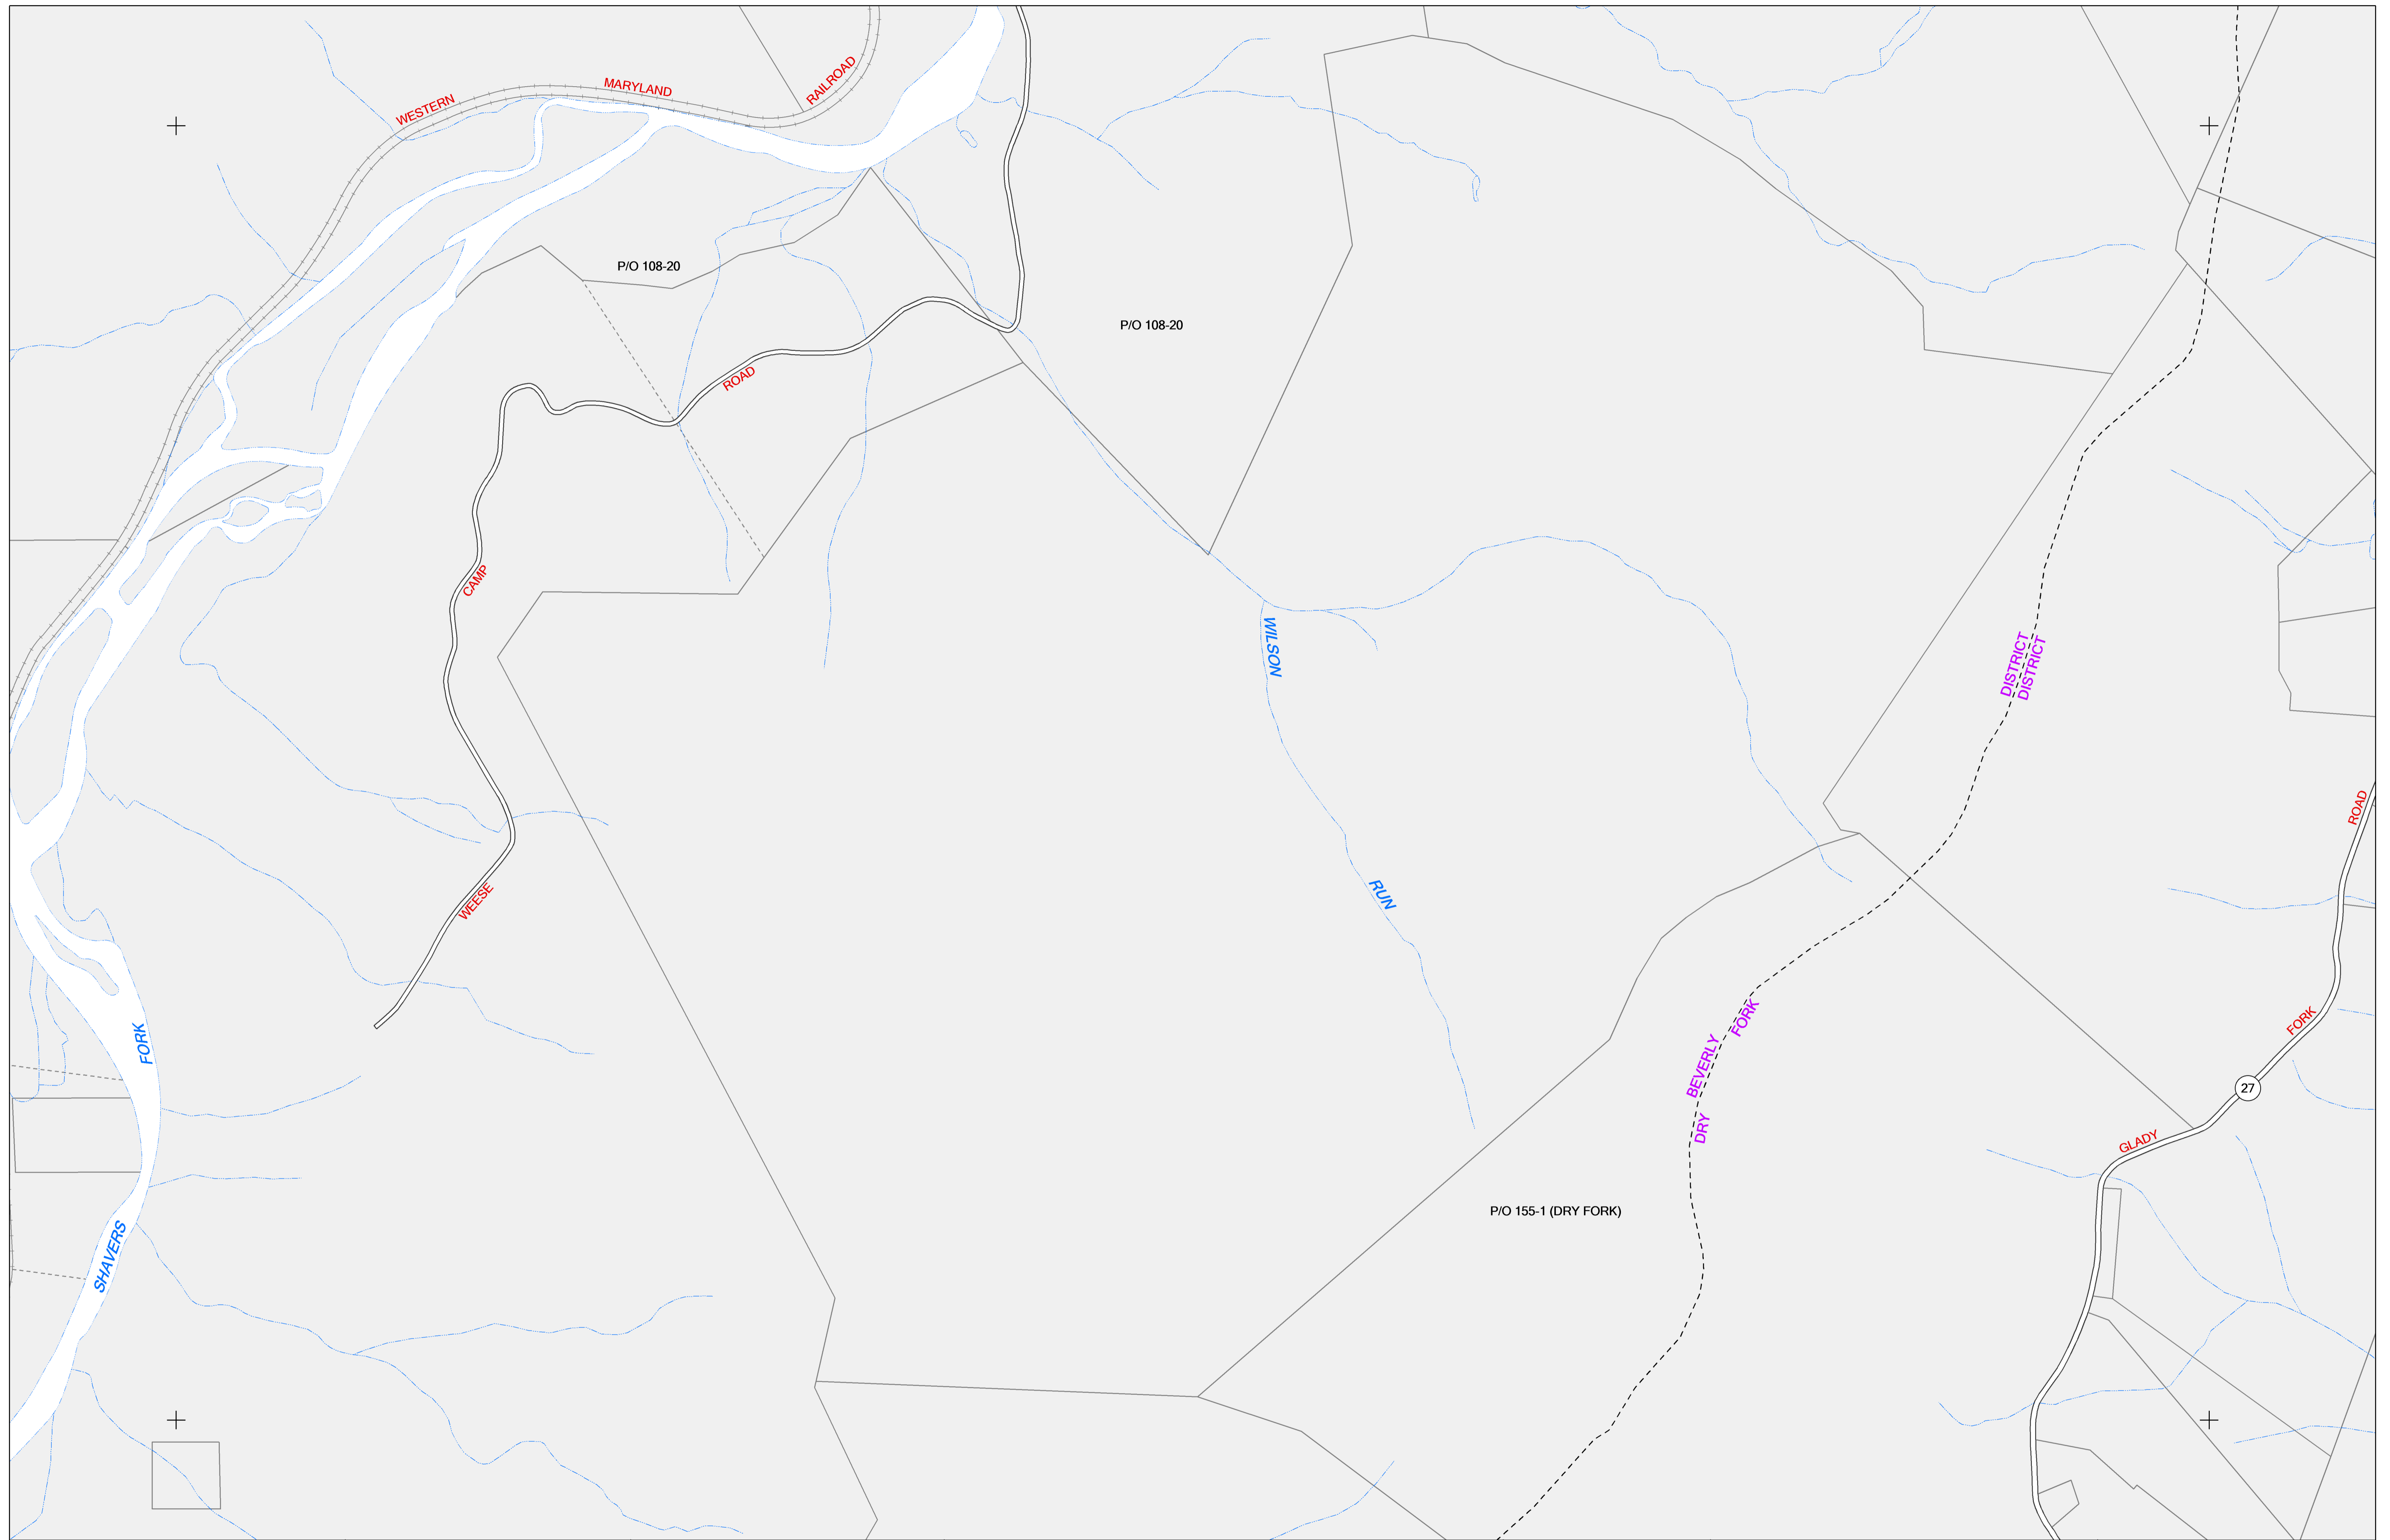 WESTERN
MARYLAND
RAILROAD
P/O 108-20
P/O 108-20
ROAD
CAMP
WEESE
WILSON
RUN
DISTRICT
DISTRICT
ROAD
FORK
27
GLADY
FORK
SHAVERS
BEVERLY
DRY FORK
P/O 155-1 (DRY FORK)